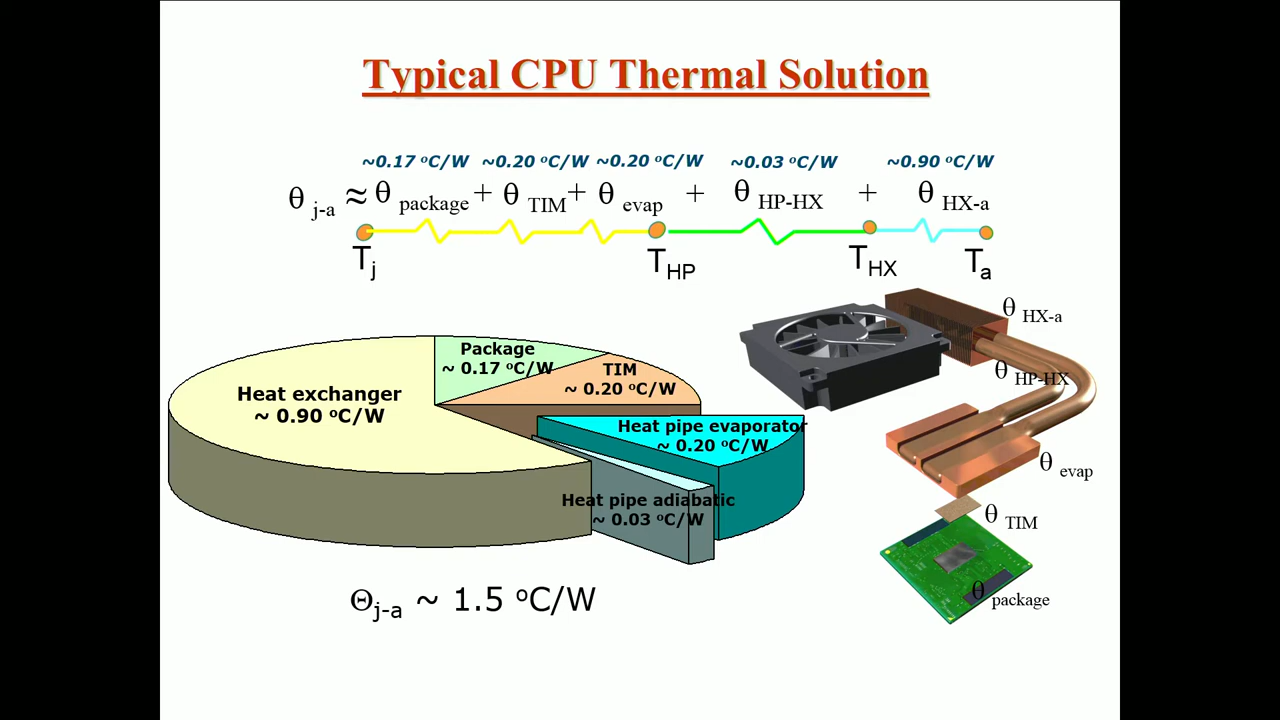 Typical CPU Thermal Solution
~0.17 ºC/W ~0.20 ºC/W ~0.20 ºC/W ~0.03 ºC/W ~0.90 ºC/W
θ j-a ≈ θ package + θ TIM + θ evap + θ HP-HX + θ HX-a
Tj THP THX Ta
Package
~ 0.17 ºC/W
TIM
~ 0.20 ºC/W
Heat exchanger
~ 0.90 ºC/W
Heat pipe evaporator
~ 0.20 ºC/W
Heat pipe adiabatic
~ 0.03 ºC/W
Θj-a ~ 1.5 ºC/W
θ HX-a
θ HP-HX
θ evap
θ TIM
θ package